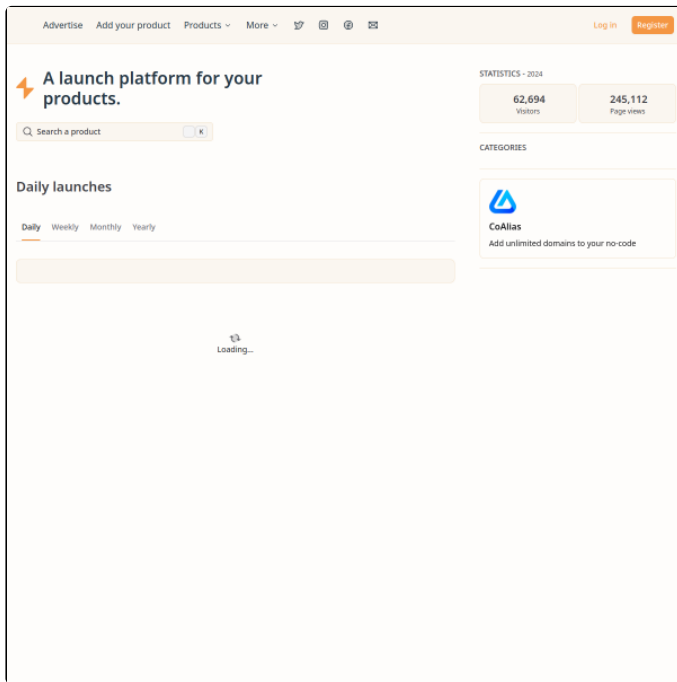 Advertise Add your product Products More
Log in Register
A launch platform for your
products.
Search a product K
Daily launches
Daily Weekly Monthly Yearly
Loading...
STATISTICS - 2024
62,694
Visitors
245,112
Page views
CATEGORIES
CoAlias
Add unlimited domains to your no-code